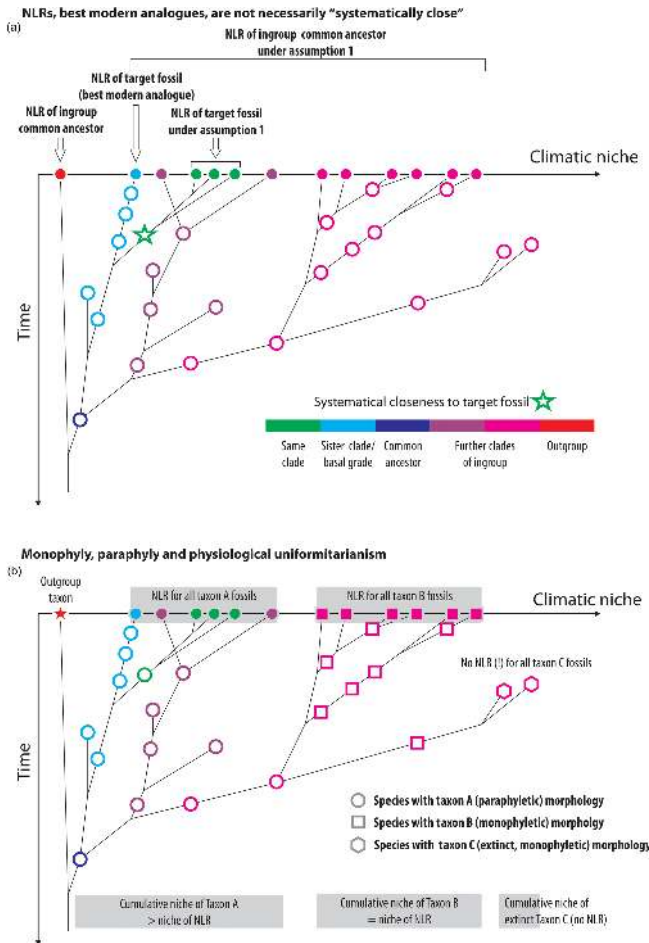 NLRs, best modern analogues, are not necessarily "systematically close"
(a)
NLR of ingroup common ancestor
under assumption 1
NLR of target fossil
(best modern analogue)
NLR of ingroup
common ancestor
NLR of target fossil
under assumption 1
Climatic niche
Time
Systematical closeness to target fossil
Same
clade
Sister clade/
basal grade
Common
ancestor
Further clades
of ingroup
Outgroup
Monophyly, paraphyly and physiological uniformitarianism
(b)
Outgroup
taxon
NLR for all taxon A fossils
NLR for all taxon B fossils
Climatic niche
No NLR (!) for all taxon C fossils
Time
Species with taxon A (paraphyletic) morphology
Species with taxon B (monophyletic) morphology
Species with taxon C (extinct, monophyletic) morphology
Cumulative niche of Taxon A
> niche of NLR
Cumulative niche of Taxon B
= niche of NLR
Cumulative niche of
extinct Taxon C (no NLR)